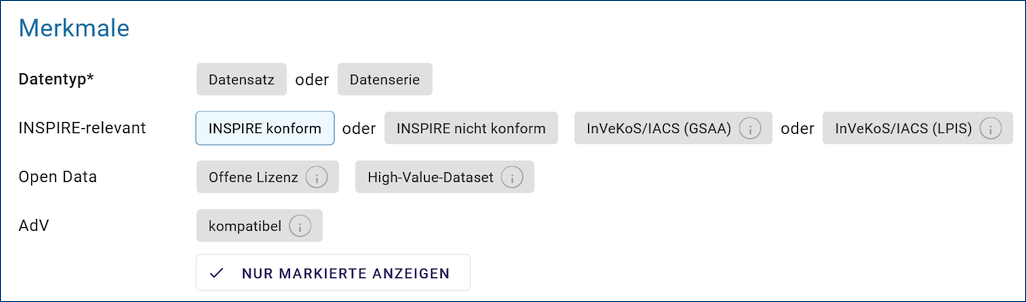 Merkmale
Datentyp* Datensatz oder Datenserie
INSPIRE-relevant INSPIRE konform oder INSPIRE nicht konform InVeKoS/IACS (GSAA) oder InVeKoS/IACS (LPIS)
Open Data Offene Lizenz High-Value-Dataset
AdV kompatibel
NUR MARKIERTE ANZEIGEN